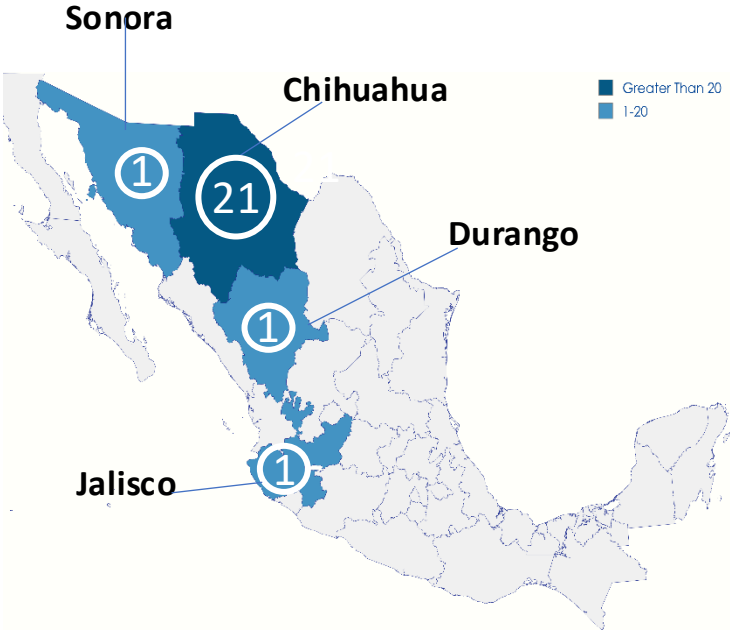 Sonora
Chihuahua
Greater Than 20
1-20
1
21
Durango
1
Jalisco
1